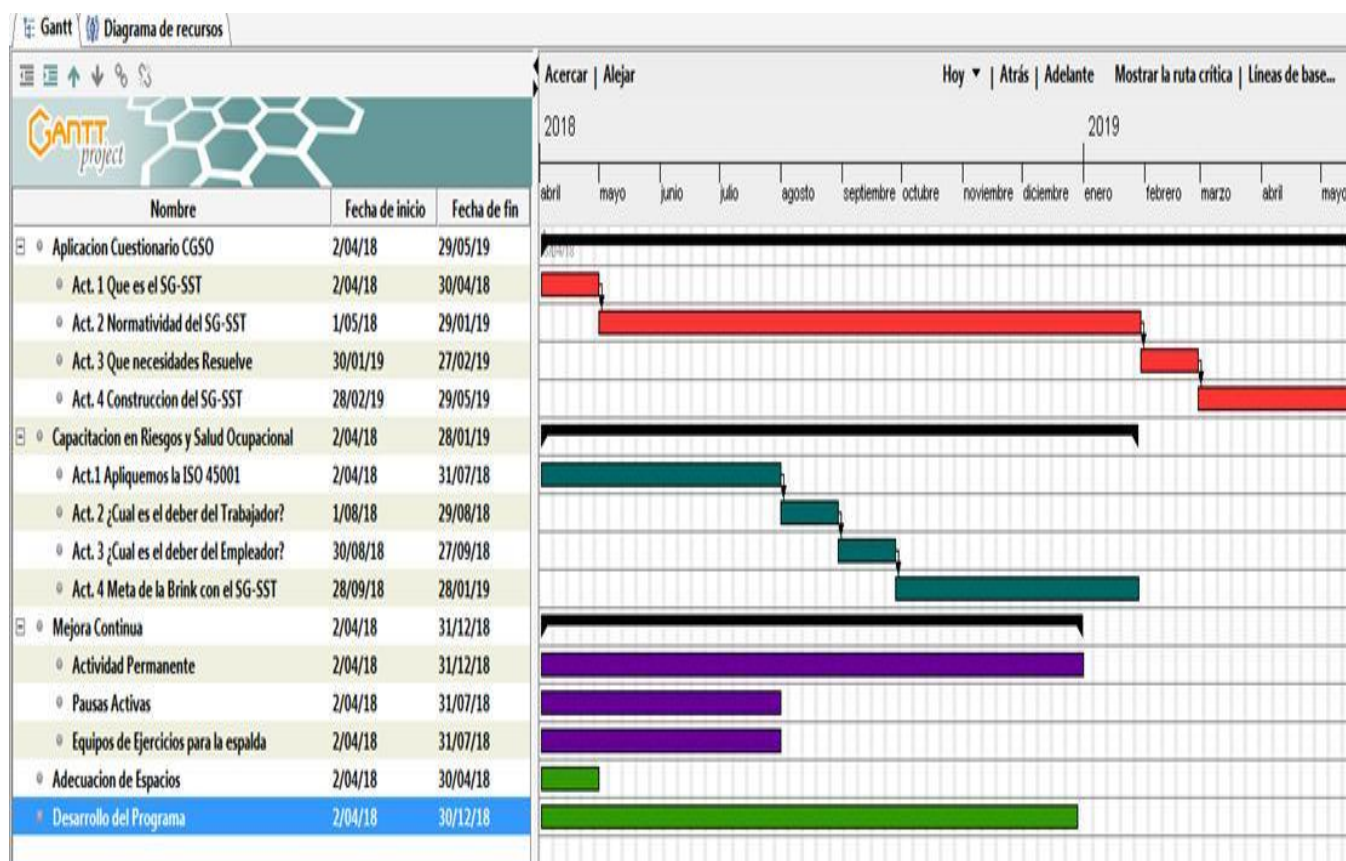 Gantt Diagrama de recursos
Acercar | Alejar Hoy ▼ | Atrás | Adelante Mostrar la ruta crítica | Líneas de base...
GANTT project
2018 2019
abril mayo junio julio agosto septiembre octubre noviembre diciembre enero febrero marzo abril mayo
Nombre Fecha de inicio Fecha de fin
Aplicacion Cuestionario CGSO 2/04/18 29/05/19
Act. 1 Que es el SG-SST 2/04/18 30/04/18
Act. 2 Normatividad del SG-SST 1/05/18 29/01/19
Act. 3 Que necesidades Resuelve 30/01/19 27/02/19
Act. 4 Construccion del SG-SST 28/02/19 29/05/19
Capacitacion en Riesgos y Salud Ocupacional 2/04/18 28/01/19
Act.1 Apliquemos la ISO 45001 2/04/18 31/07/18
Act. 2 ¿Cual es el deber del Trabajador? 1/08/18 29/08/18
Act. 3 ¿Cual es el deber del Empleador? 30/08/18 27/09/18
Act. 4 Meta de la Brink con el SG-SST 28/09/18 28/01/19
Mejora Continua 2/04/18 31/12/18
Actividad Permanente 2/04/18 31/12/18
Pausas Activas 2/04/18 31/07/18
Equipos de Ejercicios para la espalda 2/04/18 31/07/18
Adecuacion de Espacios 2/04/18 30/04/18
Desarrollo del Programa 2/04/18 30/12/18